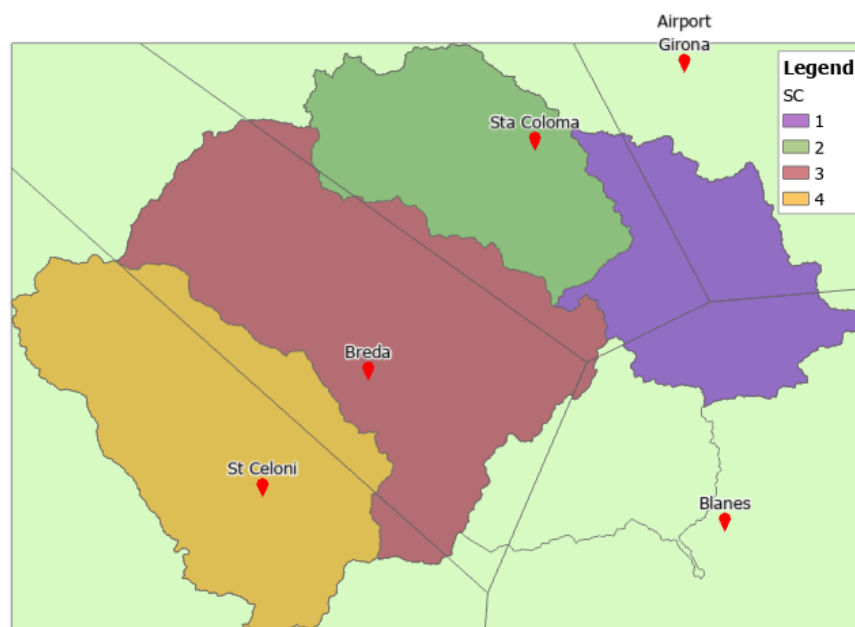 Airport
Girona
Legend
SC
1
2
3
4
Sta Coloma
Breda
St Celoni
Blanes